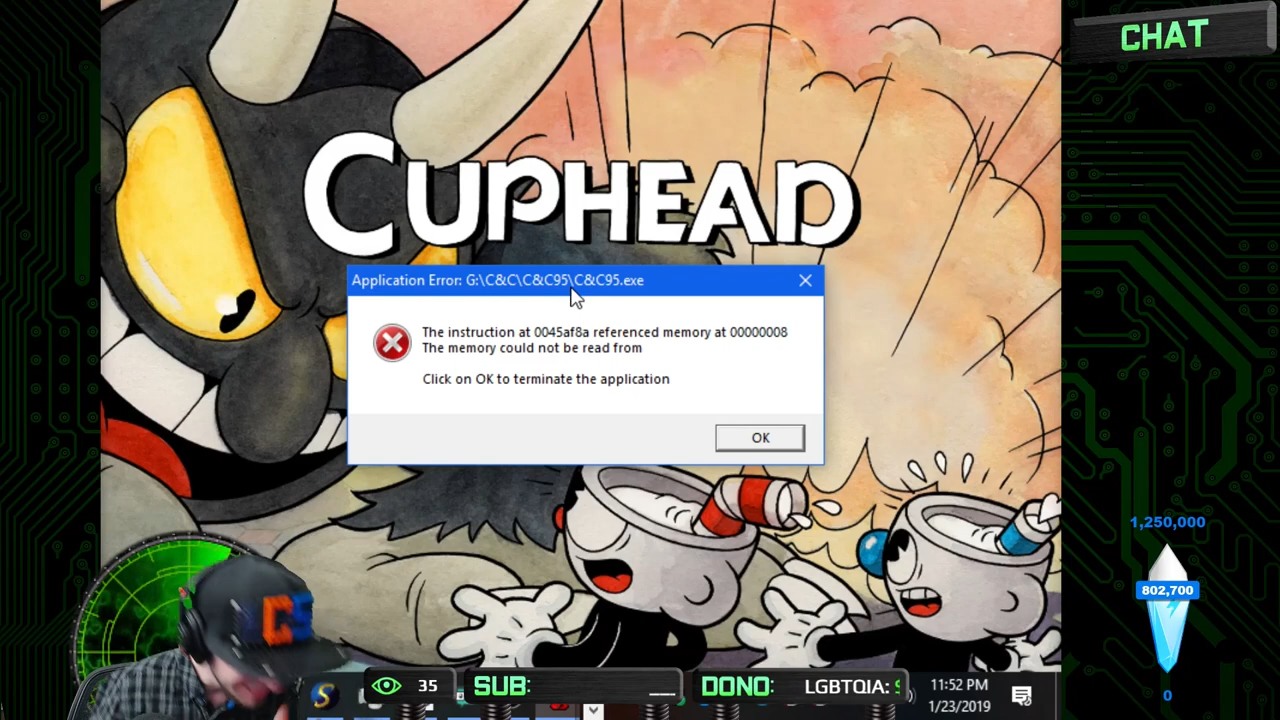 CHAT
CUPHEAD
Application Error: G:\C&C\C&C95\C&C95.exe
The instruction at 0045af8a referenced memory at 00000008
The memory could not be read from
Click on OK to terminate the application
OK
1,250,000
802,700
0
35
SUB:
DONO:
LGBTQIA:
11:52 PM
1/23/2019